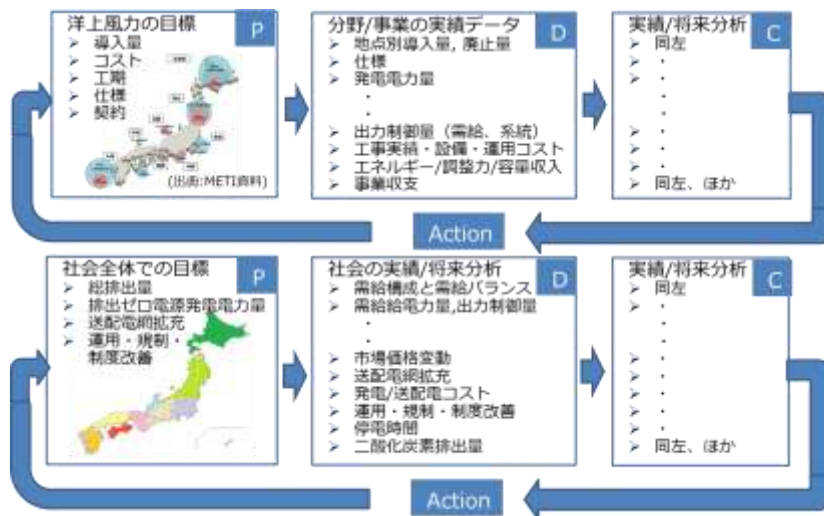 洋上風力の目標
P
➢ 導入量
➢ コスト
➢ 工期
➢ 仕様
➢ 契約
(出典:METI資料)
分野/事業の実績データ
D
➢ 地点別導入量, 廃止量
➢ 仕様
➢ 発電電力量
・
・
➢ 出力制御量（需給、系統）
➢ 工事実績・設備・運用コスト
➢ エネルギー/調整力/容量収入
➢ 事業収支
実績/将来分析
C
➢ 同左
➢ ・
➢ ・
・
・
➢ ・
➢ ・
➢ ・
➢ 同左、ほか
Action
社会全体での目標
P
➢ 総排出量
➢ 排出ゼロ電源発電電力量
➢ 送配電網拡充
➢ 運用・規制・
制度改善
社会の実績/将来分析
D
➢ 需給構成と需給バランス
➢ 需給給電力量,出力制御量
・
・
➢ 市場価格変動
➢ 送配電網拡充
➢ 発電/送配電コスト
➢ 運用・規制・制度改善
➢ 停電時間
➢ 二酸化炭素排出量
実績/将来分析
C
➢ 同左
➢ ・
・
・
➢ ・
➢ ・
➢ ・
➢ ・
➢ ・
➢ 同左、ほか
Action